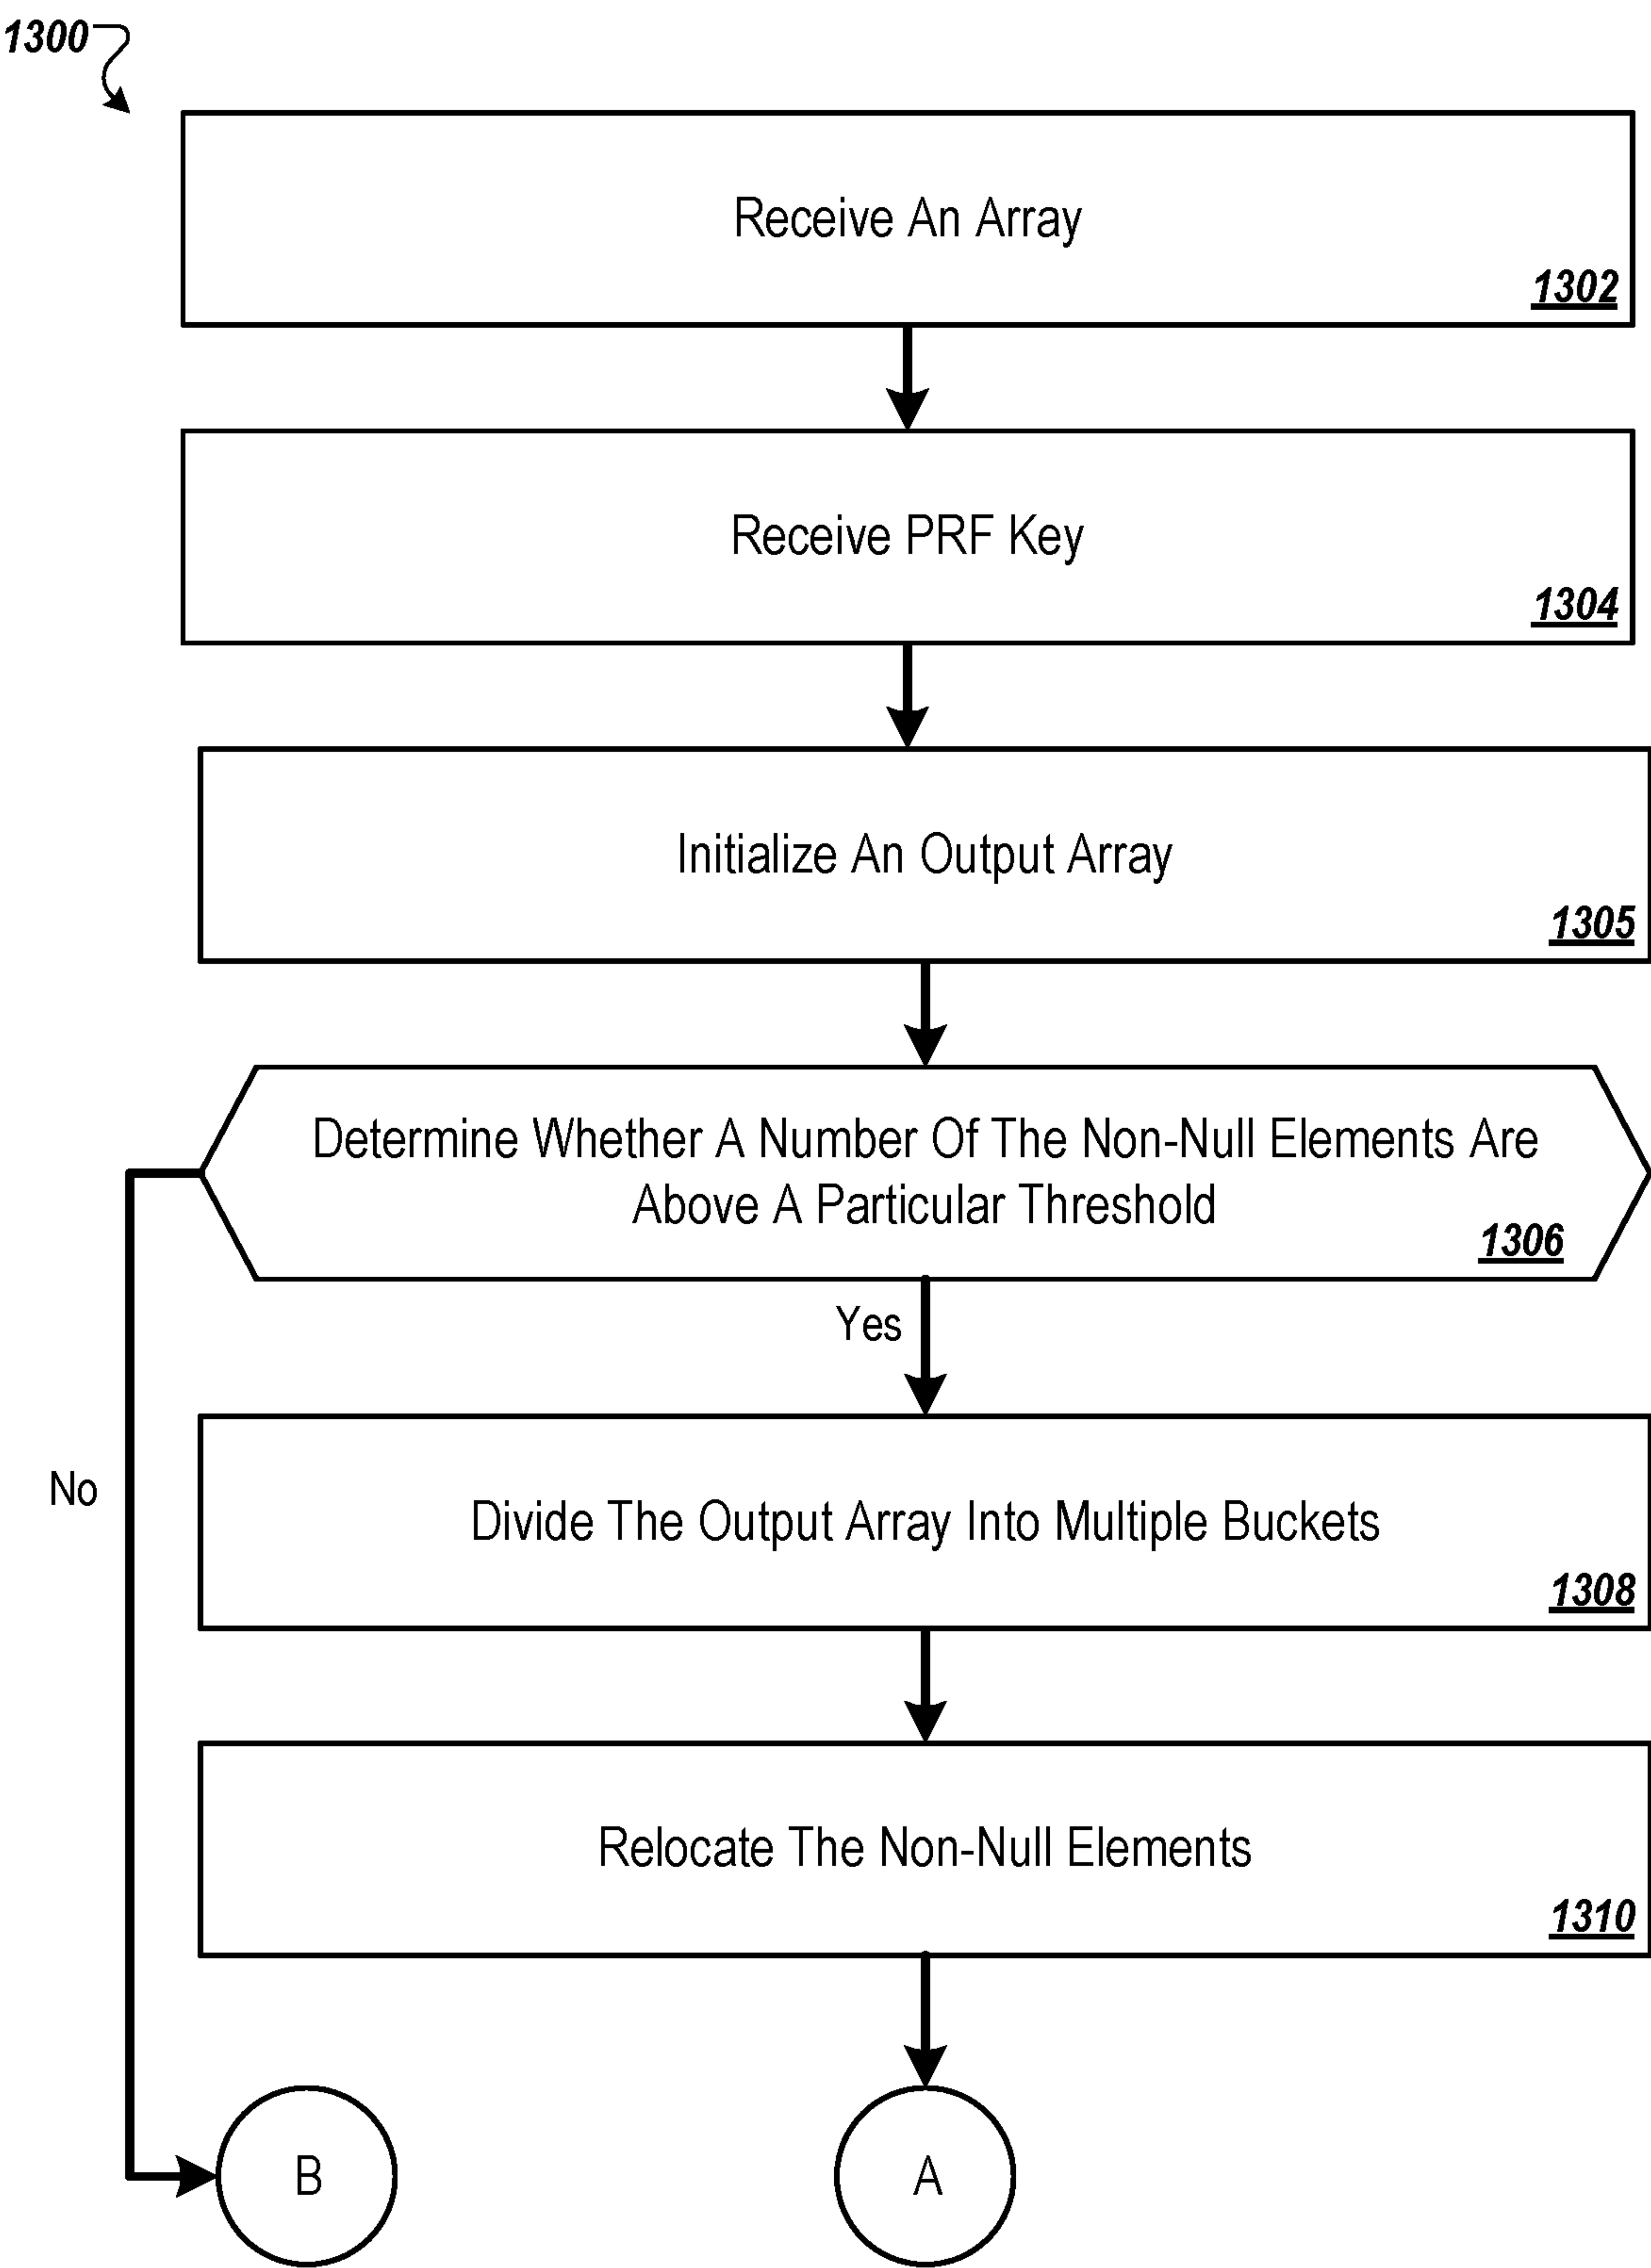 1300
Receive An Array
1302
Receive PRF Key
1304
Initialize An Output Array
1305
Determine Whether A Number Of The Non-Null Elements Are
Above A Particular Threshold
1306
Yes
No
Divide The Output Array Into Multiple Buckets
1308
Relocate The Non-Null Elements
1310
B
A